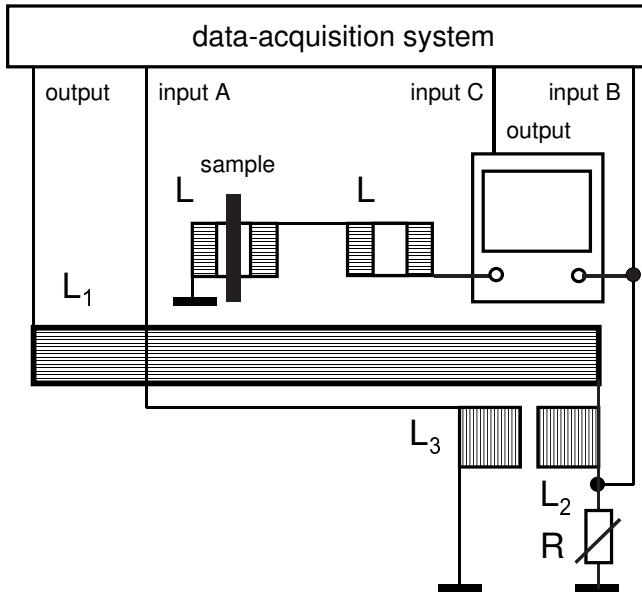 data-acquisition system
output
input A
input C
input B
output
sample
L
L
L₁
L₃
L₂
R